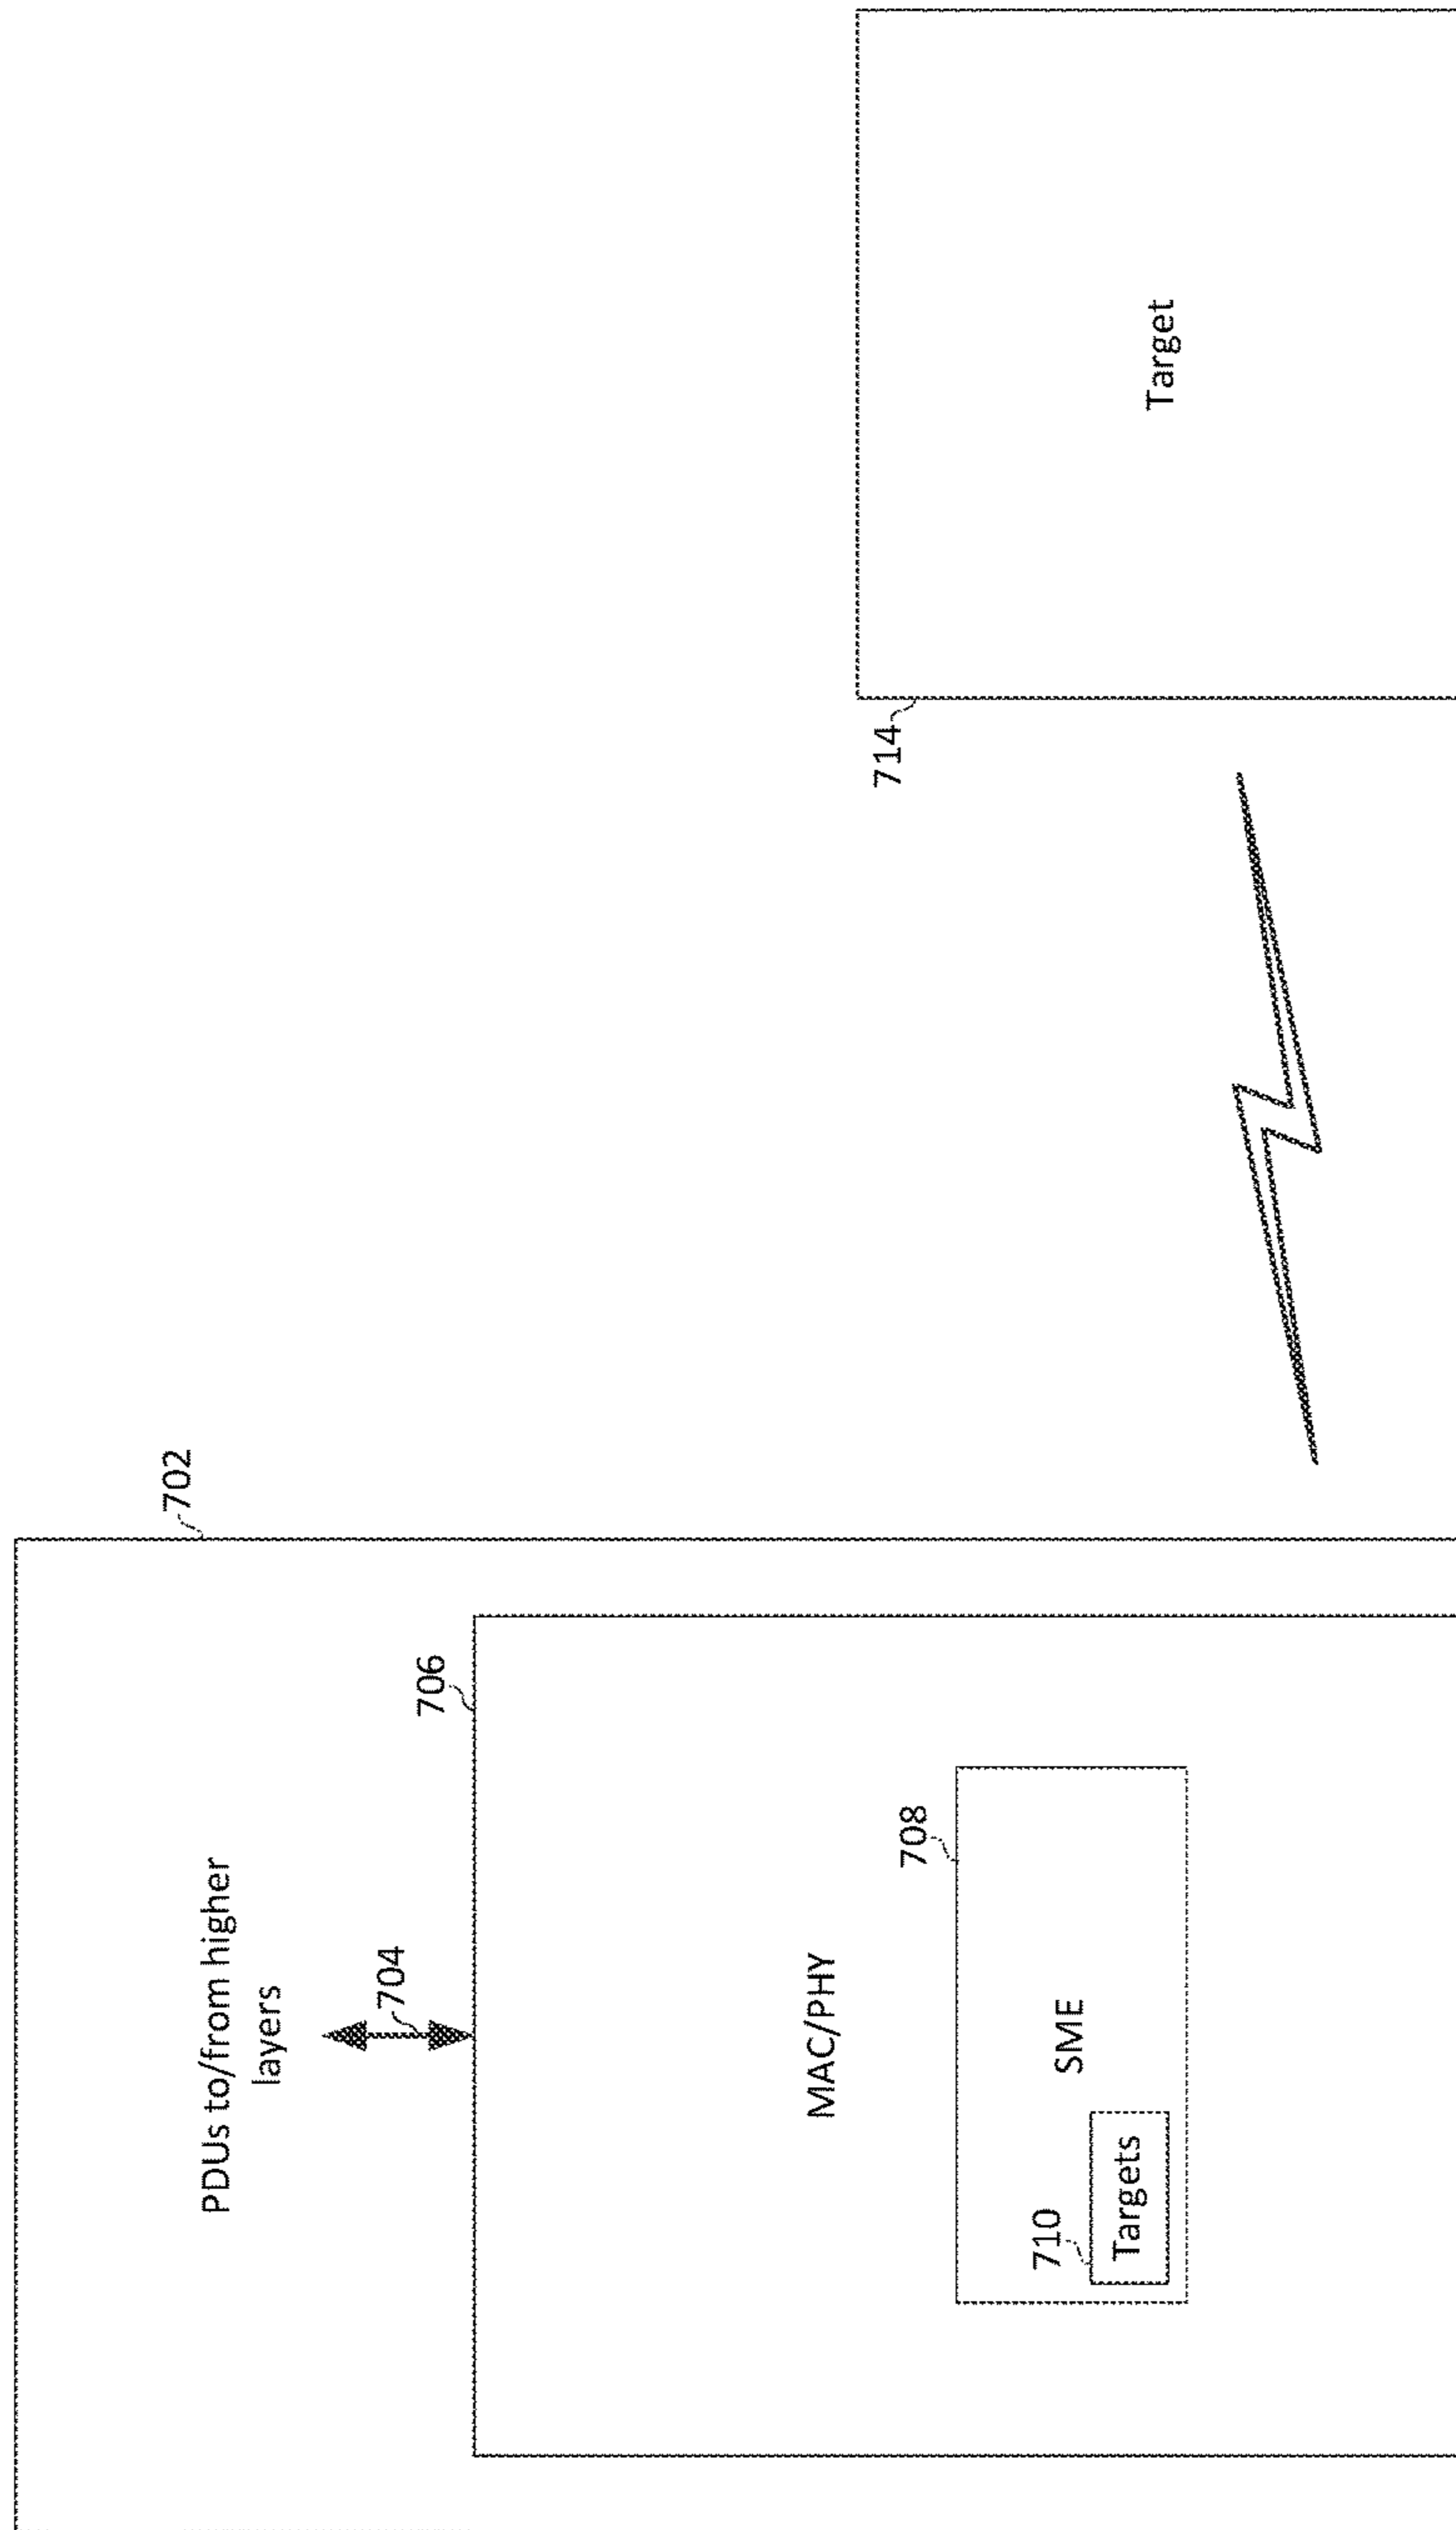 702
PDUs to/from higher
layers
704
706
MAC/PHY
708
SME
710
Targets
714
Target